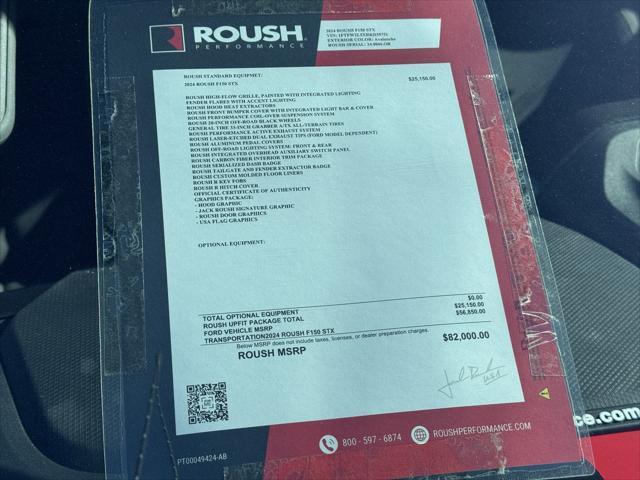 ROUSH
PERFORMANCE
2024 ROUSH F150 STX
EXTERIOR COLOR: Avalanche
ROUSH STANDARD EQUIPMET:
2024 ROUSH F150 STX
$25,150.00
ROUSH HIGH-FLOW GRILLE, PAINTED WITH INTEGRATED LIGHTING
FENDER FLARES WITH ACCENT LIGHTING
ROUSH HOOD HEAT EXTRACTORS
ROUSH FRONT BUMPER COVER WITH INTEGRATED LIGHT BAR & COVER
ROUSH PERFORMANCE COIL-OVER SUSPENSION SYSTEM
ROUSH 20-INCH OFF-ROAD BLACK WHEELS
GENERAL TIRE 33-INCH GRABBER A/TX ALL-TERRAIN TIRES
ROUSH PERFORMANCE ACTIVE EXHAUST SYSTEM
ROUSH LASER-ETCHED DUAL EXHAUST TIPS (FORD MODEL DEPENDENT)
ROUSH ALUMINUM PEDAL COVERS
ROUSH OFF-ROAD LIGHTING SYSTEM: FRONT & REAR
ROUSH INTEGRATED OVERHEAD AUXILIARY SWITCH PANEL
ROUSH CARBON FIBER INTERIOR TRIM PACKAGE
ROUSH SERIALIZED DASH BADGE
ROUSH TAILGATE AND FENDER EXTRACTOR BADGE
ROUSH CUSTOM MOLDED FLOOR LINERS
ROUSH R KEY FOBS
ROUSH R HITCH COVER
OFFICIAL CERTIFICATE OF AUTHENTICITY
GRAPHICS PACKAGE:
- HOOD GRAPHIC
- JACK ROUSH SIGNATURE GRAPHIC
- ROUSH DOOR GRAPHICS
- USA FLAG GRAPHICS
OPTIONAL EQUIPMENT:
TOTAL OPTIONAL EQUIPMENT $0.00
ROUSH UPFIT PACKAGE TOTAL $25,150.00
FORD VEHICLE MSRP $56,850.00
TRANSPORTATION2024 ROUSH F150 STX
Below MSRP does not include taxes, licenses, or dealer preparation charges.
ROUSH MSRP $82,000.00
USA
800 - 597 - 6874
ROUSHPERFORMANCE.COM
PT00049424-AB
ce.com